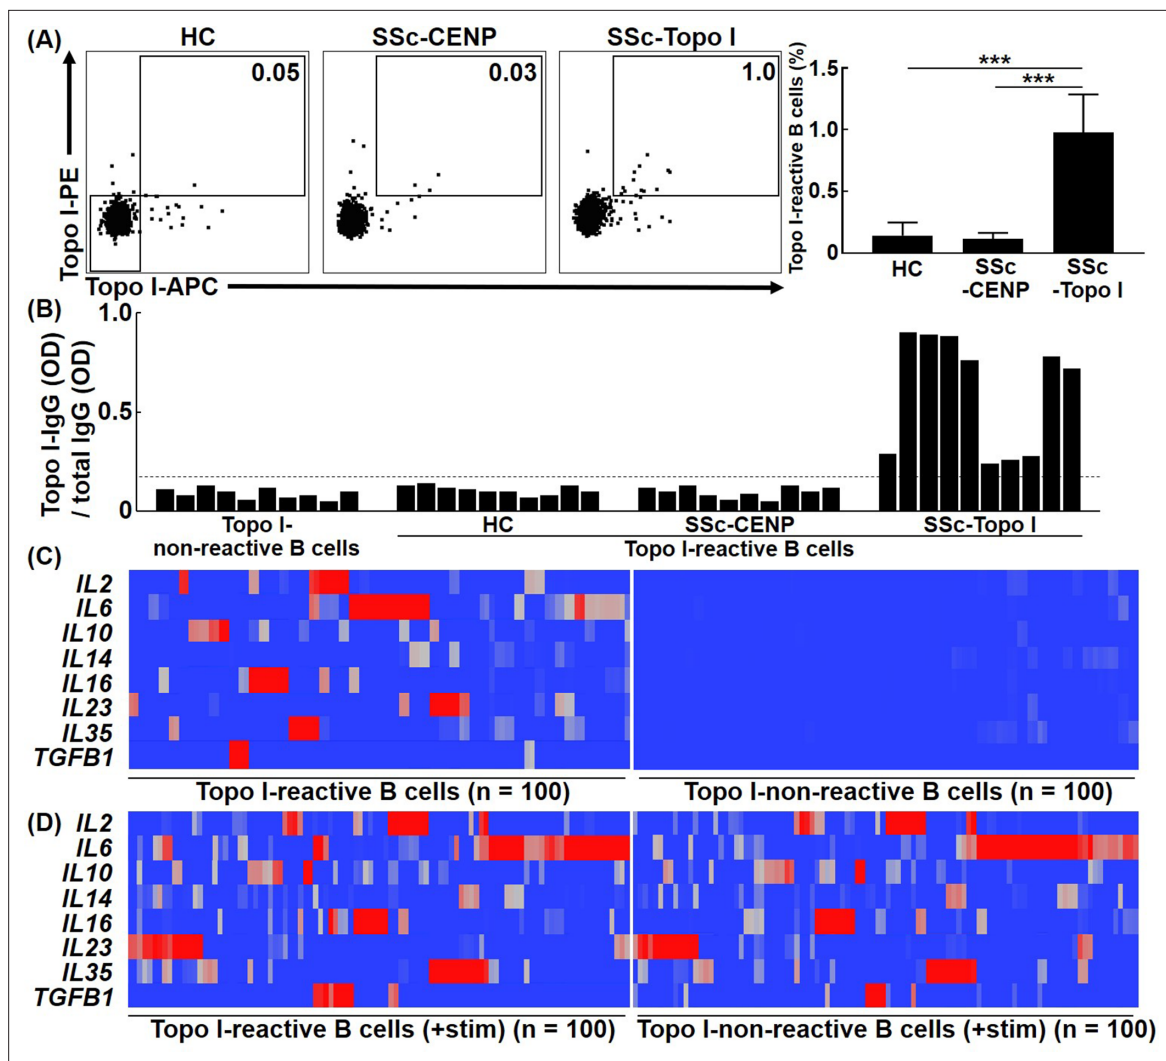 (A)
HC
SSc-CENP
SSc-Topo I
0.05
0.03
1.0
Topo I-PE
Topo I-APC
Topo I-reactive B cells (%)
1.5
1.0
0.5
0
***
***
HC
SSc
-CENP
SSc
-Topo I
(B)
Topo I-IgG (OD)
/ total IgG (OD)
1.0
0.5
0
Topo I-
non-reactive B cells
HC
SSc-CENP
SSc-Topo I
Topo I-reactive B cells
(C)
IL2
IL6
IL10
IL14
IL16
IL23
IL35
TGFB1
Topo I-reactive B cells (n = 100)
Topo I-non-reactive B cells (n = 100)
(D)
IL2
IL6
IL10
IL14
IL16
IL23
IL35
TGFB1
Topo I-reactive B cells (+stim) (n = 100)
Topo I-non-reactive B cells (+stim) (n = 100)